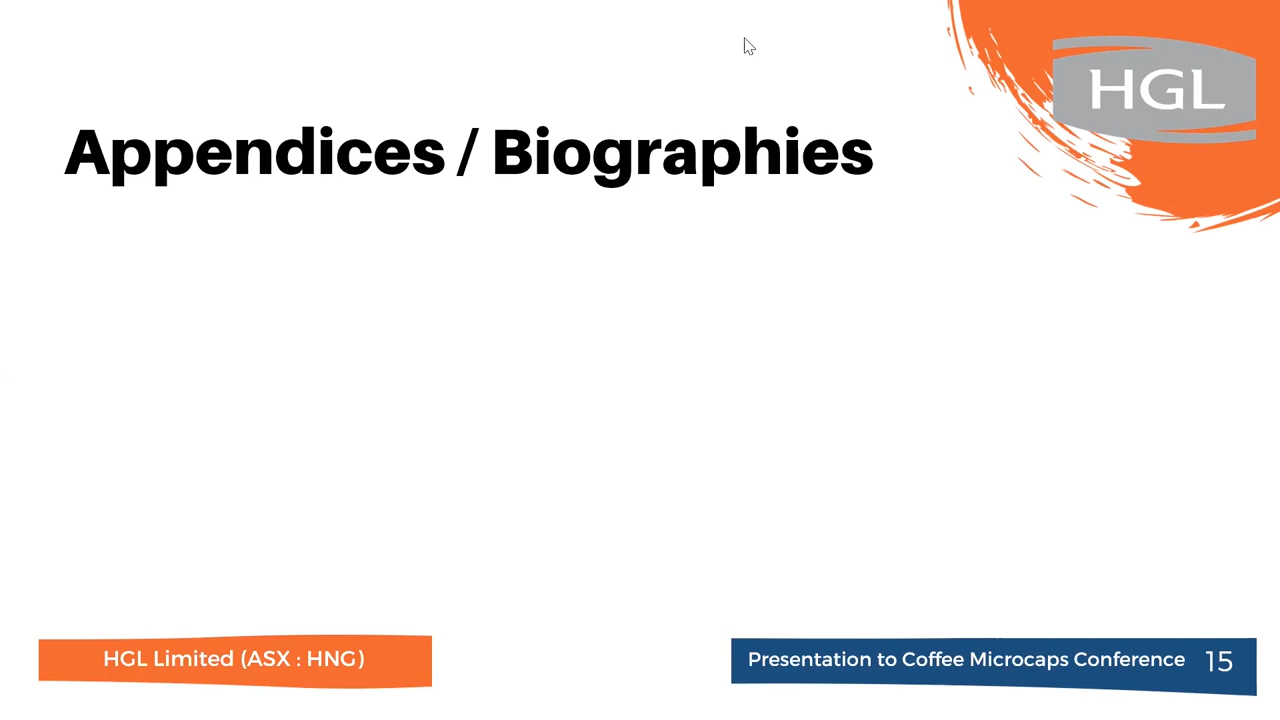 HGL
Appendices / Biographies
HGL Limited (ASX : HNG)
Presentation to Coffee Microcaps Conference 15